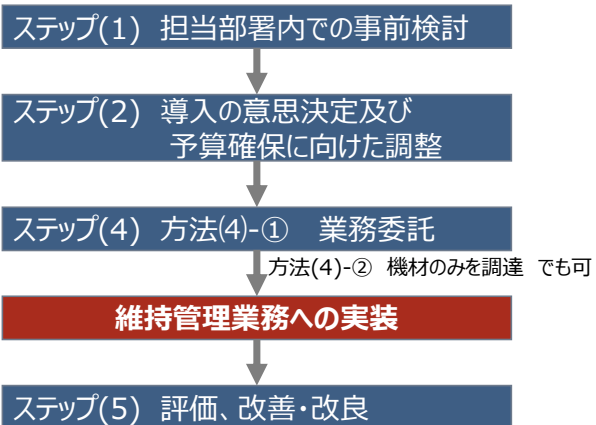 ステップ(1) 担当部署内での事前検討
ステップ(2) 導入の意思決定及び
予算確保に向けた調整
ステップ(4) 方法⑷-① 業務委託
方法(4)-② 機材のみを調達 でも可
維持管理業務への実装
ステップ(5) 評価、改善・改良